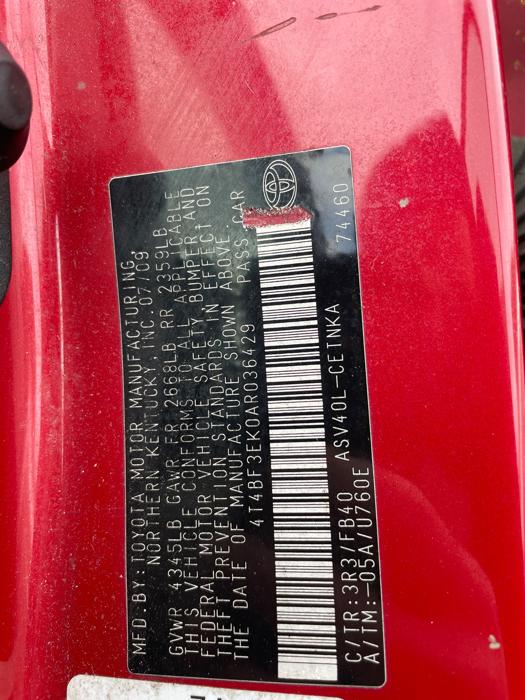 MFD.BY: TOYOTA MOTOR MANUFACTURING,
NORTHERN KENTUCKY INC. 07/09
GVWR 4345LB GAWR FR 2668LB RR 2359LB
THIS VEHICLE CONFORMS TO ALL APPLICABLE
FEDERAL MOTOR VEHICLE SAFETY, BUMPER AND
THEFT PREVENTION STANDARDS IN EFFECT ON
THE DATE OF MANUFACTURE SHOWN ABOVE.
4T4BF3EK0AR036429 PASS.CAR
C/TR: 3R3/FB40 ASV40L-CETNKA 74460
A/TM:-05A/U760E